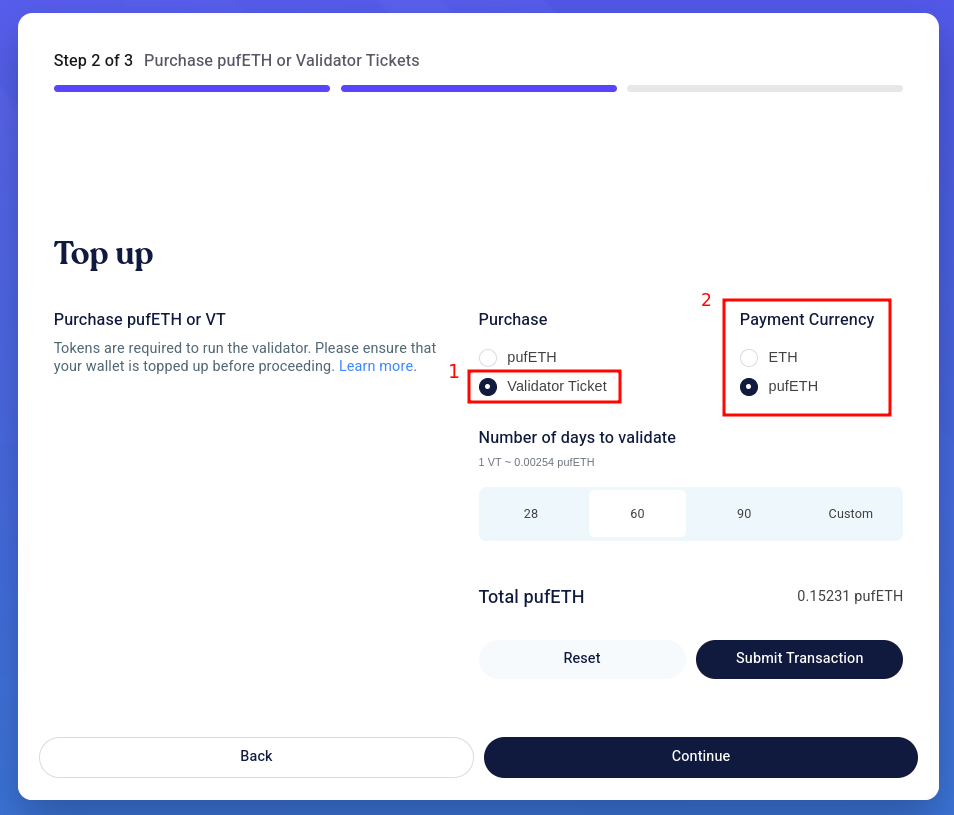 Step 2 of 3 Purchase pufETH or Validator Tickets
Top up
Purchase pufETH or VT
Tokens are required to run the validator. Please ensure that
your wallet is topped up before proceeding. Learn more.
Purchase
pufETH
1 Validator Ticket
2 Payment Currency
ETH
pufETH
Number of days to validate
1 VT ~ 0.00254 pufETH
28 60 90 Custom
Total pufETH 0.15231 pufETH
Reset Submit Transaction
Back Continue